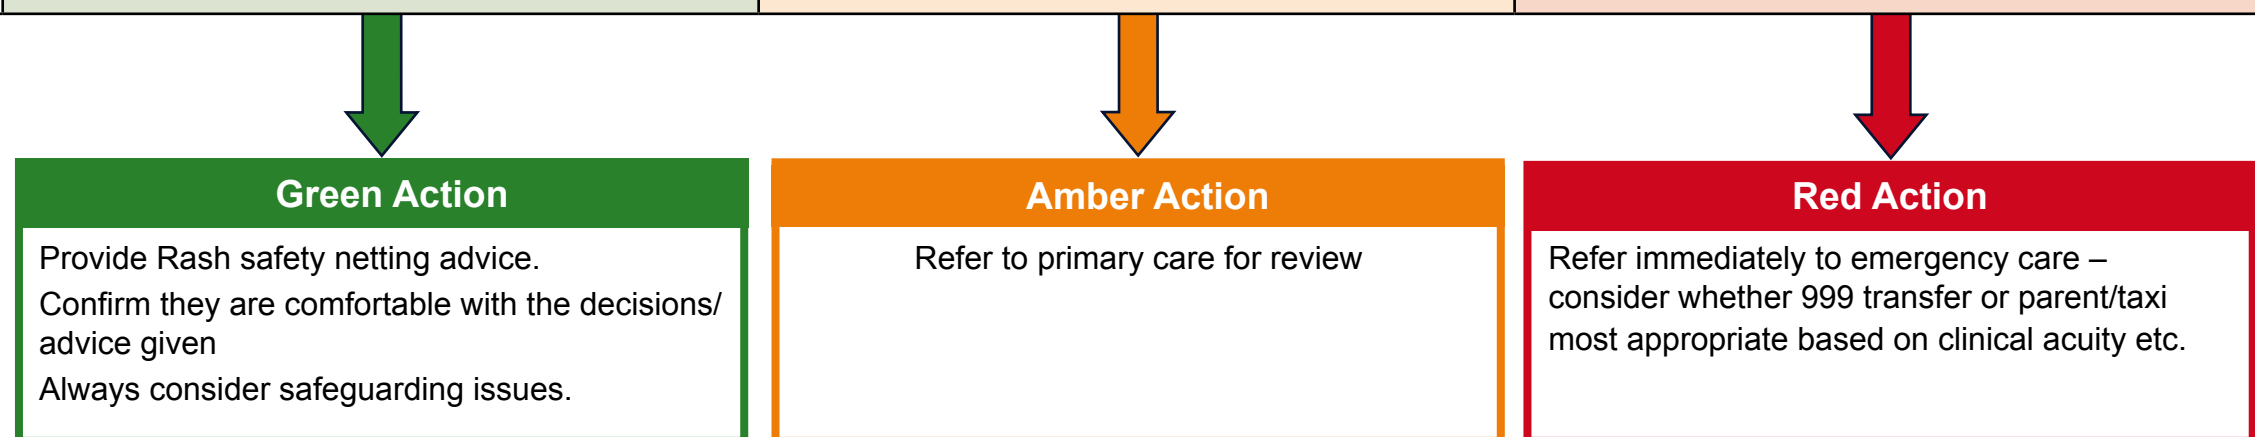 Green Action
Provide Rash safety netting advice.
Confirm they are comfortable with the decisions/
advice given
Always consider safeguarding issues.
Amber Action
Refer to primary care for review
Red Action
Refer immediately to emergency care –
consider whether 999 transfer or parent/taxi
most appropriate based on clinical acuity etc.